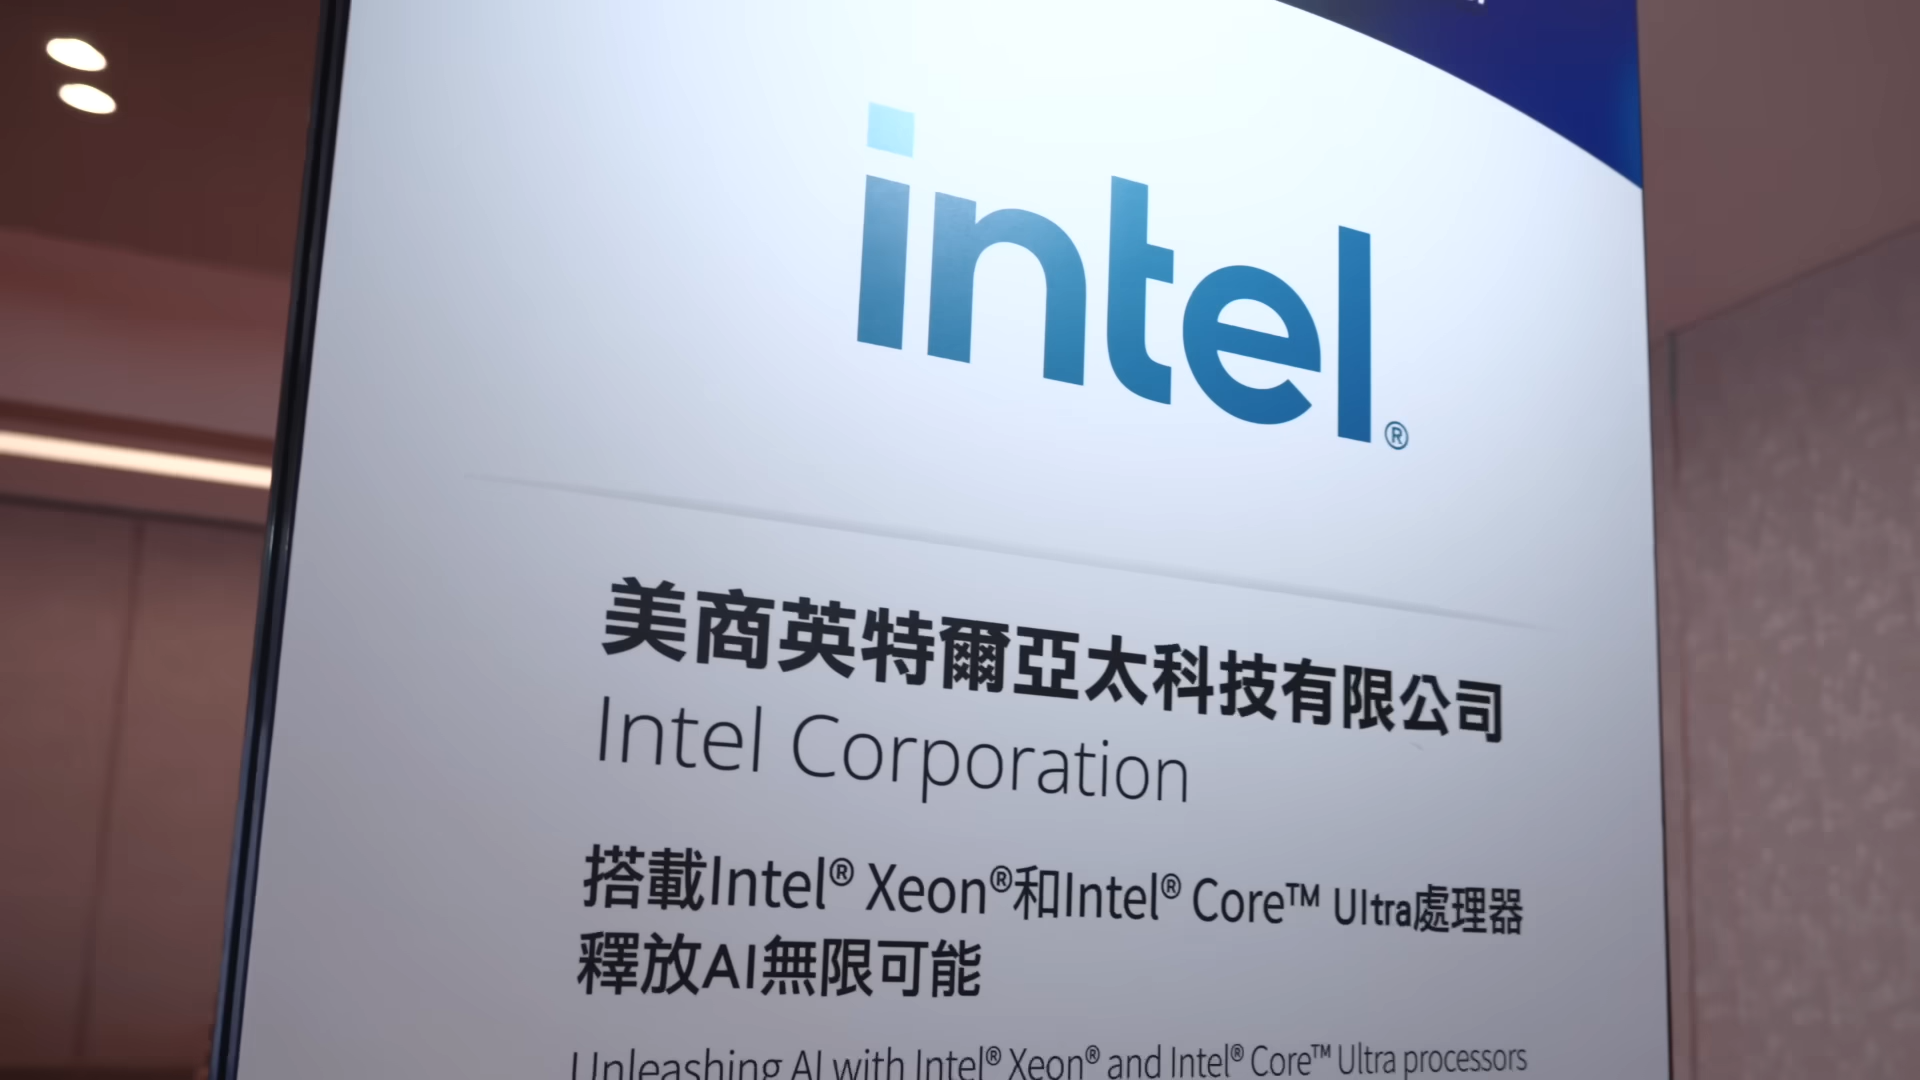 intel®
美商英特爾亞太科技有限公司
Intel Corporation
搭載Intel® Xeon®和Intel® Core™ Ultra處理器
釋放AI無限可能
Unleashing AI with Intel® Xeon® and Intel® Core™ Ultra processors